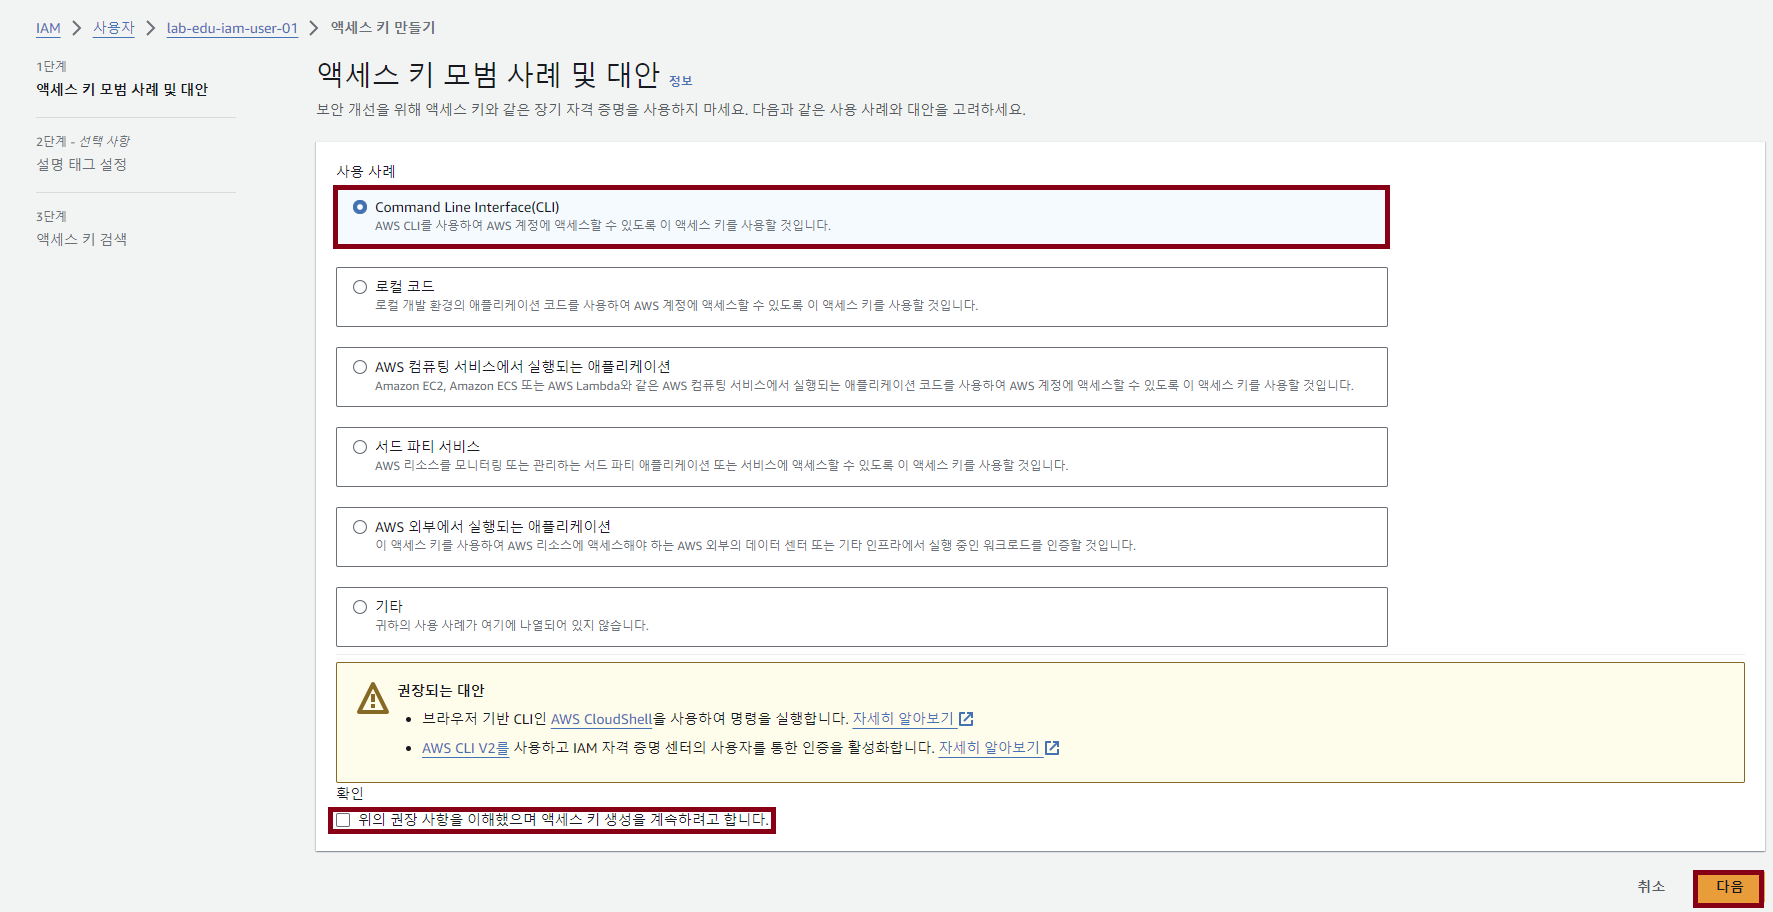 IAM > 사용자 > lab-edu-iam-user-01 > 액세스 키 만들기
1단계
액세스 키 모범 사례 및 대안
2단계 - 선택 사항
설명 태그 설정
3단계
액세스 키 검색
액세스 키 모범 사례 및 대안 정보
보안 개선을 위해 액세스 키와 같은 장기 자격 증명을 사용하지 마세요. 다음과 같은 사용 사례와 대안을 고려하세요.
사용 사례
Command Line Interface(CLI)
AWS CLI를 사용하여 AWS 계정에 액세스할 수 있도록 이 액세스 키를 사용할 것입니다.
로컬 코드
로컬 개발 환경의 애플리케이션 코드를 사용하여 AWS 계정에 액세스할 수 있도록 이 액세스 키를 사용할 것입니다.
AWS 컴퓨팅 서비스에서 실행되는 애플리케이션
Amazon EC2, Amazon ECS 또는 AWS Lambda와 같은 AWS 컴퓨팅 서비스에서 실행되는 애플리케이션 코드를 사용하여 AWS 계정에 액세스할 수 있도록 이 액세스 키를 사용할 것입니다.
서드 파티 서비스
AWS 리소스를 모니터링 또는 관리하는 서드 파티 애플리케이션 또는 서비스에 액세스할 수 있도록 이 액세스 키를 사용할 것입니다.
AWS 외부에서 실행되는 애플리케이션
이 액세스 키를 사용하여 AWS 리소스에 액세스해야 하는 AWS 외부의 데이터 센터 또는 기타 인프라에서 실행 중인 워크로드를 인증할 것입니다.
기타
귀하의 사용 사례가 여기에 나열되어 있지 않습니다.
권장되는 대안
• 브라우저 기반 CLI인 AWS CloudShell을 사용하여 명령을 실행합니다. 자세히 알아보기
• AWS CLI V2를 사용하고 IAM 자격 증명 센터의 사용자를 통한 인증을 활성화합니다. 자세히 알아보기
확인
위의 권장 사항을 이해했으며 액세스 키 생성을 계속하려고 합니다.
취소 다음